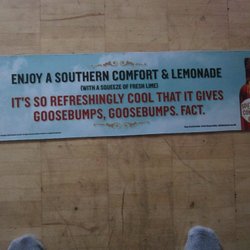 ENJOY A SOUTHERN COMFORT & LEMONADE
(WITH A SQUEEZE OF FRESH LIME)
IT'S SO REFRESHINGLY COOL THAT IT GIVES
GOOSEBUMPS, GOOSEBUMPS. FACT.